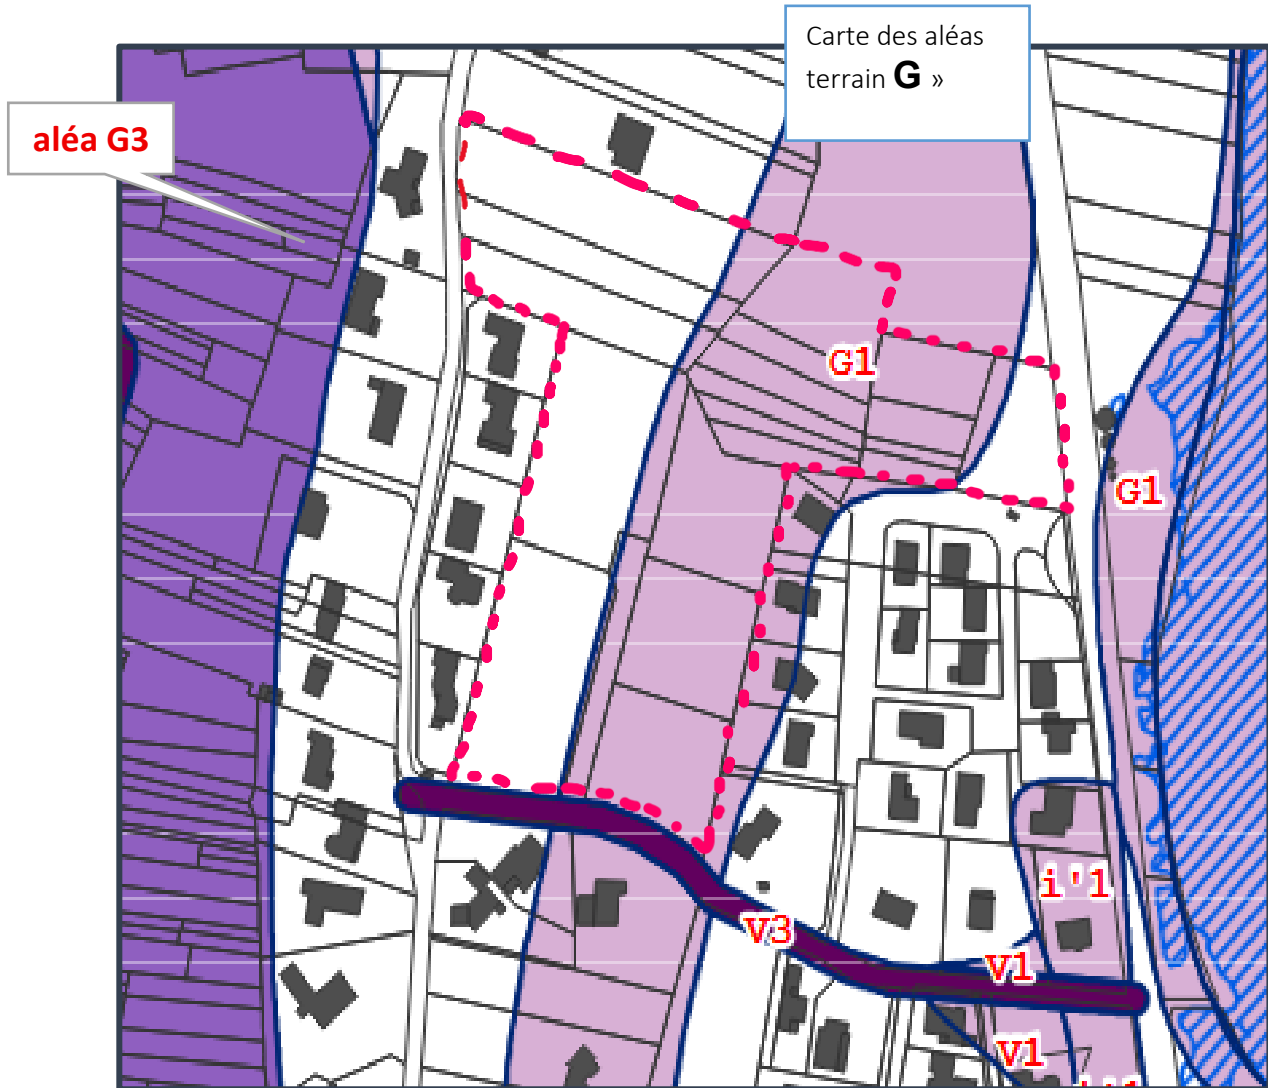 Carte des aléas
terrain G »
aléa G3
G1
G1
i'1
V3
V1
V1